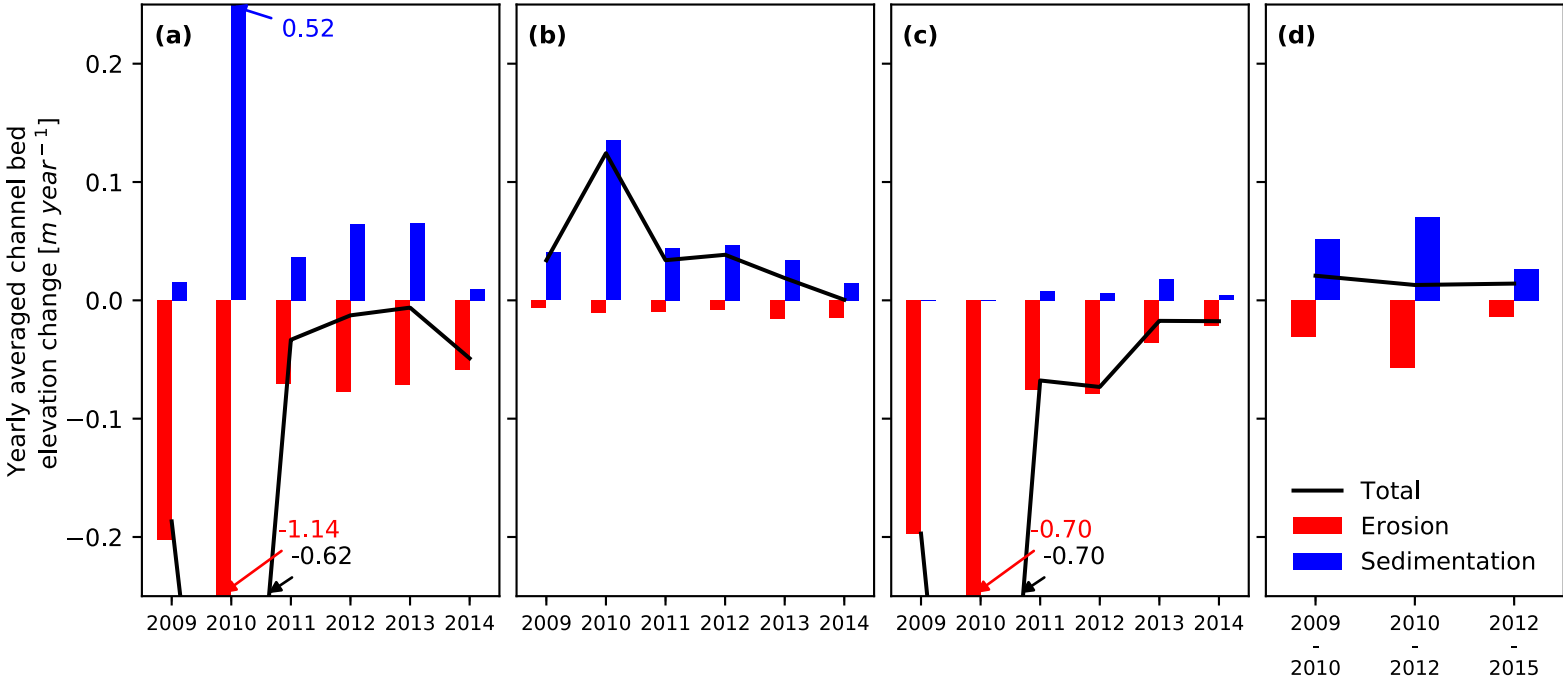 (a)
(b)
(c)
(d)
0.52
0.2
0.1
0.0
−0.1
−0.2
Yearly averaged channel bed
elevation change [m year⁻¹]
-1.14
-0.62
-0.70
-0.70
Total
Erosion
Sedimentation
2009 2010 2011 2012 2013 2014
2009 2010 2011 2012 2013 2014
2009 2010 2011 2012 2013 2014
2009
-
2010
2010
-
2012
2012
-
2015